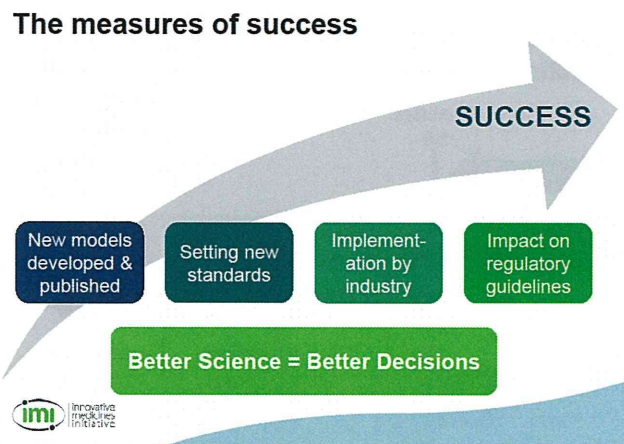 The measures of success
SUCCESS
New models
developed &
published
Setting new
standards
Implement-
ation by
industry
Impact on
regulatory
guidelines
Better Science = Better Decisions
imi
innovative
medicines
initiative